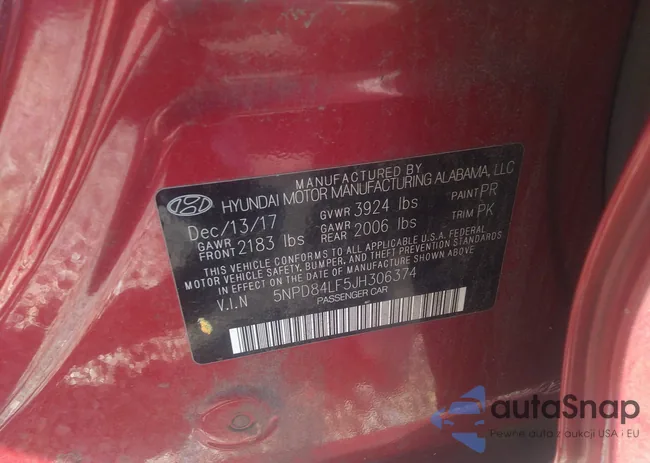 MANUFACTURED BY
HYUNDAI MOTOR MANUFACTURING ALABAMA, LLC
Dec/13/17 GVWR 3924 lbs PAINT PR
GAWR FRONT 2183 lbs GAWR REAR 2006 lbs TRIM PK
THIS VEHICLE CONFORMS TO ALL APPLICABLE U.S.A. FEDERAL
MOTOR VEHICLE SAFETY, BUMPER, AND THEFT PREVENTION STANDARDS
IN EFFECT ON THE DATE OF MANUFACTURE SHOWN ABOVE
V.I.N 5NPD84LF5JH306374
PASSENGER CAR
autaSnap
Pewne auta z aukcji USA i EU